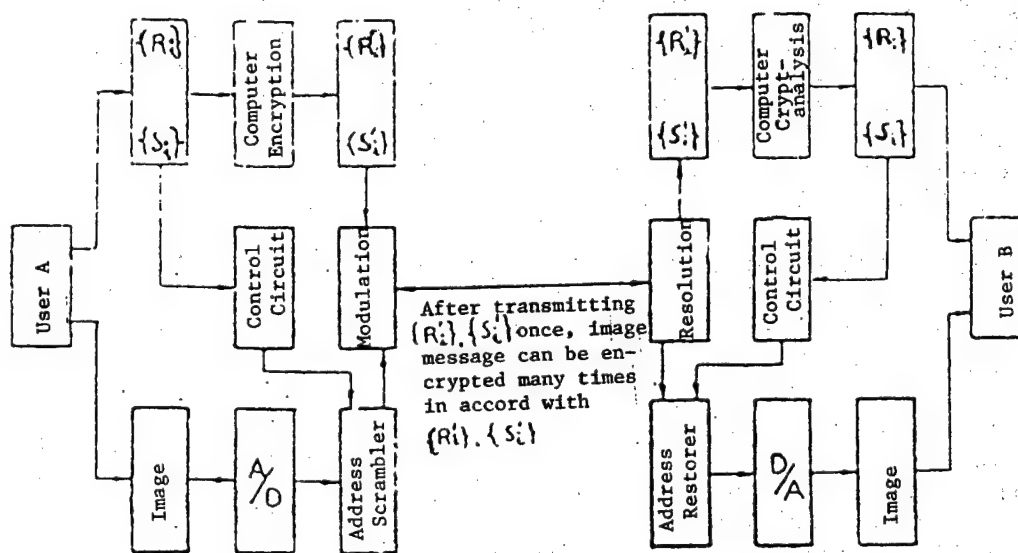 {Ri}
{Si}
Computer
Encryption
{R'i}
{S'i}
{R'i}
{S'i}
Computer
Crypt-
analysis
{Ri}
{Si}
User A
Control
Circuit
Modulation
After transmitting
{R'i}, {S'i} once, image
message can be en-
crypted many times
in accord with
{R'i}, {S'i}
Resolution
Control
Circuit
User B
Image
A/D
Address
Scrambler
Address
Restorer
D/A
Image